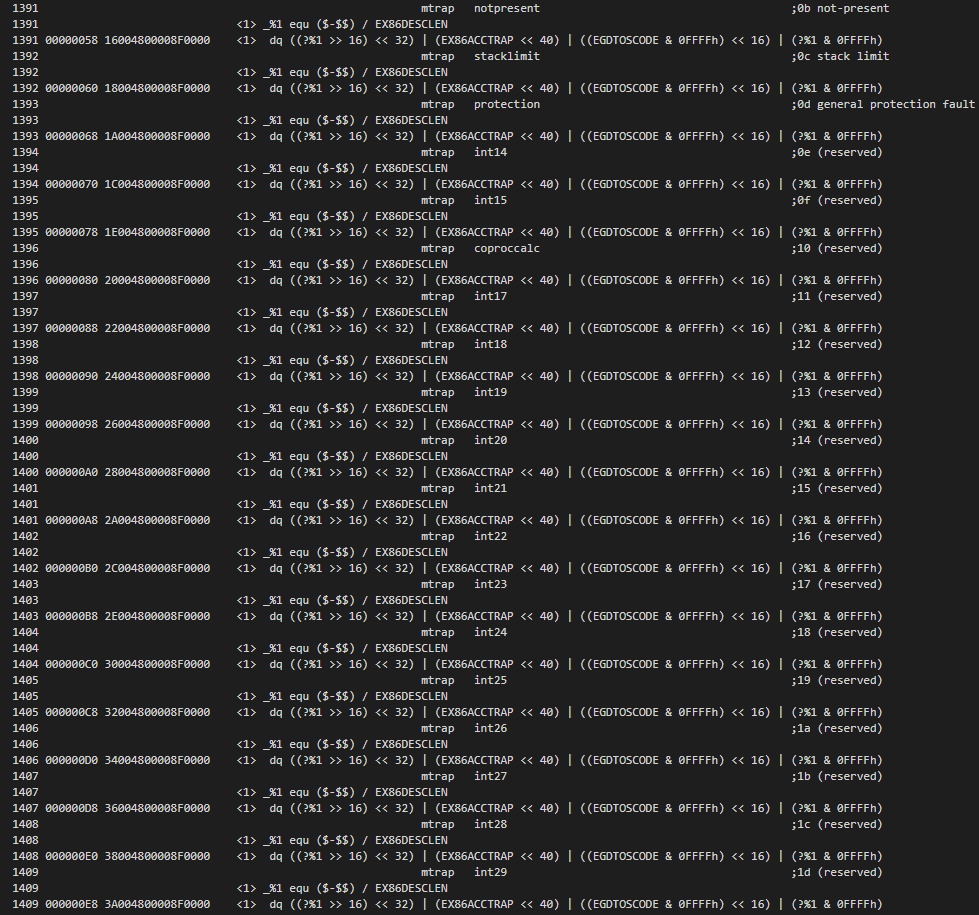 1391 mtrap notpresent ;0b not-present
1391 <1> _%1 equ ($-$$) / EX86DESCLEN
1391 00000058 16004800008F0000 <1> dq ((?%1 >> 16) << 32) | (EX86ACCTRAP << 40) | ((EGDTOSCODE & 0FFFFh) << 16) | (?%1 & 0FFFFh)
1392 mtrap stacklimit ;0c stack limit
1392 <1> _%1 equ ($-$$) / EX86DESCLEN
1392 00000060 18004800008F0000 <1> dq ((?%1 >> 16) << 32) | (EX86ACCTRAP << 40) | ((EGDTOSCODE & 0FFFFh) << 16) | (?%1 & 0FFFFh)
1393 mtrap protection ;0d general protection fault
1393 <1> _%1 equ ($-$$) / EX86DESCLEN
1393 00000068 1A004800008F0000 <1> dq ((?%1 >> 16) << 32) | (EX86ACCTRAP << 40) | ((EGDTOSCODE & 0FFFFh) << 16) | (?%1 & 0FFFFh)
1394 mtrap int14 ;0e (reserved)
1394 <1> _%1 equ ($-$$) / EX86DESCLEN
1394 00000070 1C004800008F0000 <1> dq ((?%1 >> 16) << 32) | (EX86ACCTRAP << 40) | ((EGDTOSCODE & 0FFFFh) << 16) | (?%1 & 0FFFFh)
1395 mtrap int15 ;0f (reserved)
1395 <1> _%1 equ ($-$$) / EX86DESCLEN
1395 00000078 1E004800008F0000 <1> dq ((?%1 >> 16) << 32) | (EX86ACCTRAP << 40) | ((EGDTOSCODE & 0FFFFh) << 16) | (?%1 & 0FFFFh)
1396 mtrap coproccalc ;10 (reserved)
1396 <1> _%1 equ ($-$$) / EX86DESCLEN
1396 00000080 20004800008F0000 <1> dq ((?%1 >> 16) << 32) | (EX86ACCTRAP << 40) | ((EGDTOSCODE & 0FFFFh) << 16) | (?%1 & 0FFFFh)
1397 mtrap int17 ;11 (reserved)
1397 <1> _%1 equ ($-$$) / EX86DESCLEN
1397 00000088 22004800008F0000 <1> dq ((?%1 >> 16) << 32) | (EX86ACCTRAP << 40) | ((EGDTOSCODE & 0FFFFh) << 16) | (?%1 & 0FFFFh)
1398 mtrap int18 ;12 (reserved)
1398 <1> _%1 equ ($-$$) / EX86DESCLEN
1398 00000090 24004800008F0000 <1> dq ((?%1 >> 16) << 32) | (EX86ACCTRAP << 40) | ((EGDTOSCODE & 0FFFFh) << 16) | (?%1 & 0FFFFh)
1399 mtrap int19 ;13 (reserved)
1399 <1> _%1 equ ($-$$) / EX86DESCLEN
1399 00000098 26004800008F0000 <1> dq ((?%1 >> 16) << 32) | (EX86ACCTRAP << 40) | ((EGDTOSCODE & 0FFFFh) << 16) | (?%1 & 0FFFFh)
1400 mtrap int20 ;14 (reserved)
1400 <1> _%1 equ ($-$$) / EX86DESCLEN
1400 000000A0 28004800008F0000 <1> dq ((?%1 >> 16) << 32) | (EX86ACCTRAP << 40) | ((EGDTOSCODE & 0FFFFh) << 16) | (?%1 & 0FFFFh)
1401 mtrap int21 ;15 (reserved)
1401 <1> _%1 equ ($-$$) / EX86DESCLEN
1401 000000A8 2A004800008F0000 <1> dq ((?%1 >> 16) << 32) | (EX86ACCTRAP << 40) | ((EGDTOSCODE & 0FFFFh) << 16) | (?%1 & 0FFFFh)
1402 mtrap int22 ;16 (reserved)
1402 <1> _%1 equ ($-$$) / EX86DESCLEN
1402 000000B0 2C004800008F0000 <1> dq ((?%1 >> 16) << 32) | (EX86ACCTRAP << 40) | ((EGDTOSCODE & 0FFFFh) << 16) | (?%1 & 0FFFFh)
1403 mtrap int23 ;17 (reserved)
1403 <1> _%1 equ ($-$$) / EX86DESCLEN
1403 000000B8 2E004800008F0000 <1> dq ((?%1 >> 16) << 32) | (EX86ACCTRAP << 40) | ((EGDTOSCODE & 0FFFFh) << 16) | (?%1 & 0FFFFh)
1404 mtrap int24 ;18 (reserved)
1404 <1> _%1 equ ($-$$) / EX86DESCLEN
1404 000000C0 30004800008F0000 <1> dq ((?%1 >> 16) << 32) | (EX86ACCTRAP << 40) | ((EGDTOSCODE & 0FFFFh) << 16) | (?%1 & 0FFFFh)
1405 mtrap int25 ;19 (reserved)
1405 <1> _%1 equ ($-$$) / EX86DESCLEN
1405 000000C8 32004800008F0000 <1> dq ((?%1 >> 16) << 32) | (EX86ACCTRAP << 40) | ((EGDTOSCODE & 0FFFFh) << 16) | (?%1 & 0FFFFh)
1406 mtrap int26 ;1a (reserved)
1406 <1> _%1 equ ($-$$) / EX86DESCLEN
1406 000000D0 34004800008F0000 <1> dq ((?%1 >> 16) << 32) | (EX86ACCTRAP << 40) | ((EGDTOSCODE & 0FFFFh) << 16) | (?%1 & 0FFFFh)
1407 mtrap int27 ;1b (reserved)
1407 <1> _%1 equ ($-$$) / EX86DESCLEN
1407 000000D8 36004800008F0000 <1> dq ((?%1 >> 16) << 32) | (EX86ACCTRAP << 40) | ((EGDTOSCODE & 0FFFFh) << 16) | (?%1 & 0FFFFh)
1408 mtrap int28 ;1c (reserved)
1408 <1> _%1 equ ($-$$) / EX86DESCLEN
1408 000000E0 38004800008F0000 <1> dq ((?%1 >> 16) << 32) | (EX86ACCTRAP << 40) | ((EGDTOSCODE & 0FFFFh) << 16) | (?%1 & 0FFFFh)
1409 mtrap int29 ;1d (reserved)
1409 <1> _%1 equ ($-$$) / EX86DESCLEN
1409 000000E8 3A004800008F0000 <1> dq ((?%1 >> 16) << 32) | (EX86ACCTRAP << 40) | ((EGDTOSCODE & 0FFFFh) << 16) | (?%1 & 0FFFFh)